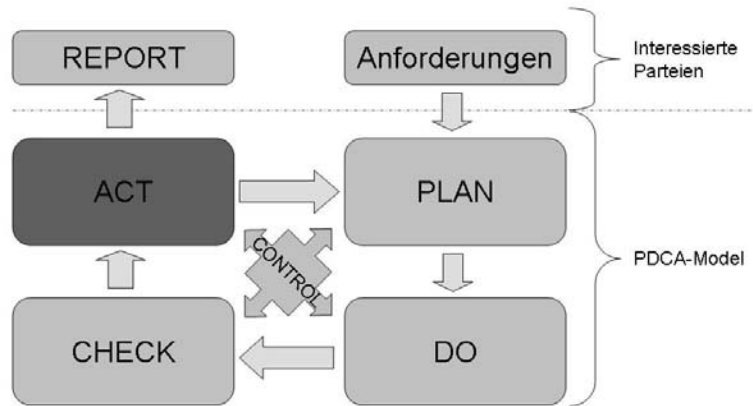 REPORT
Anforderungen
Interessierte
Parteien
ACT
PLAN
CONTROL
PDCA-Model
CHECK
DO